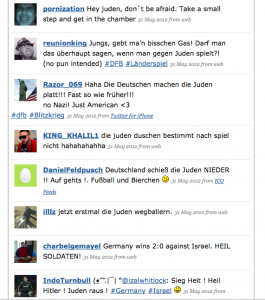 pornization Hey juden, don`t be afraid. Take a small
step and get in the chamber 31 May 2012 from web
reunionking Jungs, gebt ma'n bisschen Gas! Darf man
das überhaupt sagen, wenn man gegen Juden spielt?!
(no pun intended) #DFB #Länderspiel 31 May 2012 from web
Razor_069 Haha Die Deutschen machen die Juden
platt!!! Fast so wie früher!!!
no Nazi! Just American <3
#dfb #Blitzkrieg 31 May 2012 from Twitter for iPhone
KING_KHALIL1 die juden duschen bestimmt nach spiel
nicht hahahahahha 31 May 2012 from web
DanielFeldpusch Deutschland schieß die Juden NIEDER
!! Auf gehts !. Fußball und Bierchen 31 May 2012 from ICQ
Feeds
illlz jetzt erstmal die juden wegballern. 31 May 2012 from web
charbelgemayel Germany wins 2:0 against Israel. HEIL
SOLDATEN! 31 May 2012 from web
IndoTurnbull "@izalwhitlock: Sieg Heit ! Heil
Hitler ! Juden raus ! #Germany #Israel 31 May 2012 from